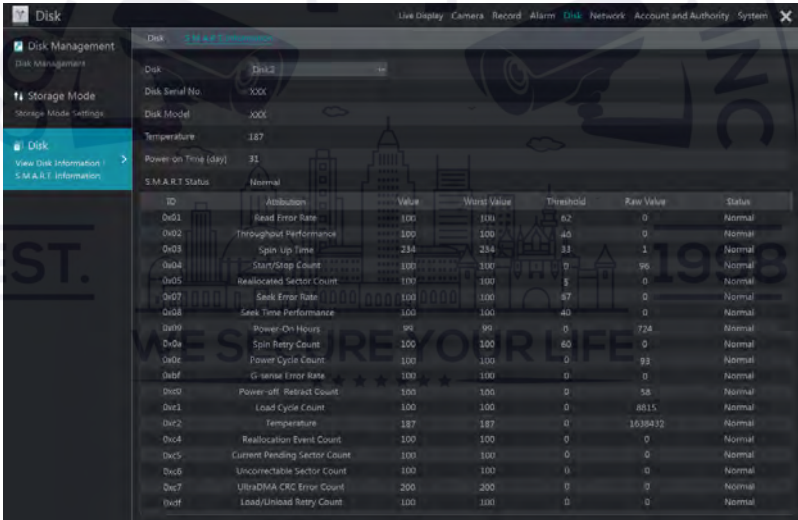 Disk
Live Display Camera Record Alarm Disk Network Account and Authority System
Disk Management
Disk Management
Storage Mode
Storage Mode Settings
Disk
View Disk Information
S.M.A.R.T. Information
Disk S.M.A.R.T. Information
Disk Disk2
Disk Serial No. XXX
Disk Model XXX
Temperature 187
Power-on Time (day) 31
S.M.A.R.T Status Normal
ID Attribution Value Worst Value Threshold Raw Value Status
0x01 Read Error Rate 100 100 62 0 Normal
0x02 Throughput Performance 100 100 40 0 Normal
0x03 Spin Up Time 234 234 33 1 Normal
0x04 Start/Stop Count 100 100 0 96 Normal
0x05 Reallocated Sector Count 100 100 5 0 Normal
0x07 Seek Error Rate 100 100 67 0 Normal
0x08 Seek Time Performance 100 100 40 0 Normal
0x09 Power-On Hours 99 99 0 724 Normal
0x0a Spin Retry Count 100 100 60 0 Normal
0x0c Power Cycle Count 100 100 0 93 Normal
0xbf G-sense Error Rate 100 100 0 0 Normal
0xc0 Power-off Retract Count 100 100 0 58 Normal
0xc1 Load Cycle Count 100 100 0 8815 Normal
0xc2 Temperature 187 187 0 1638432 Normal
0xc4 Reallocation Event Count 100 100 0 0 Normal
0xc5 Current Pending Sector Count 100 100 0 0 Normal
0xc6 Uncorrectable Sector Count 100 100 0 0 Normal
0xc7 UltraDMA CRC Error Count 200 200 0 0 Normal
0xdf Load/Unload Retry Count 100 100 0 0 Normal
INC
EST. 1998
WE SECURE YOUR LIFE